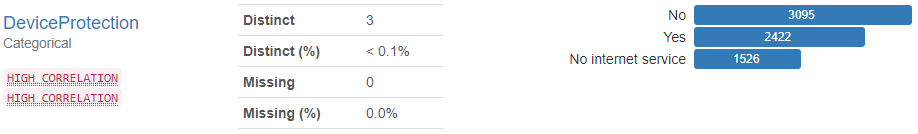 DeviceProtection
Categorical
HIGH CORRELATION
HIGH CORRELATION
Distinct 3
Distinct (%) < 0.1%
Missing 0
Missing (%) 0.0%
No 3095
Yes 2422
No internet service 1526